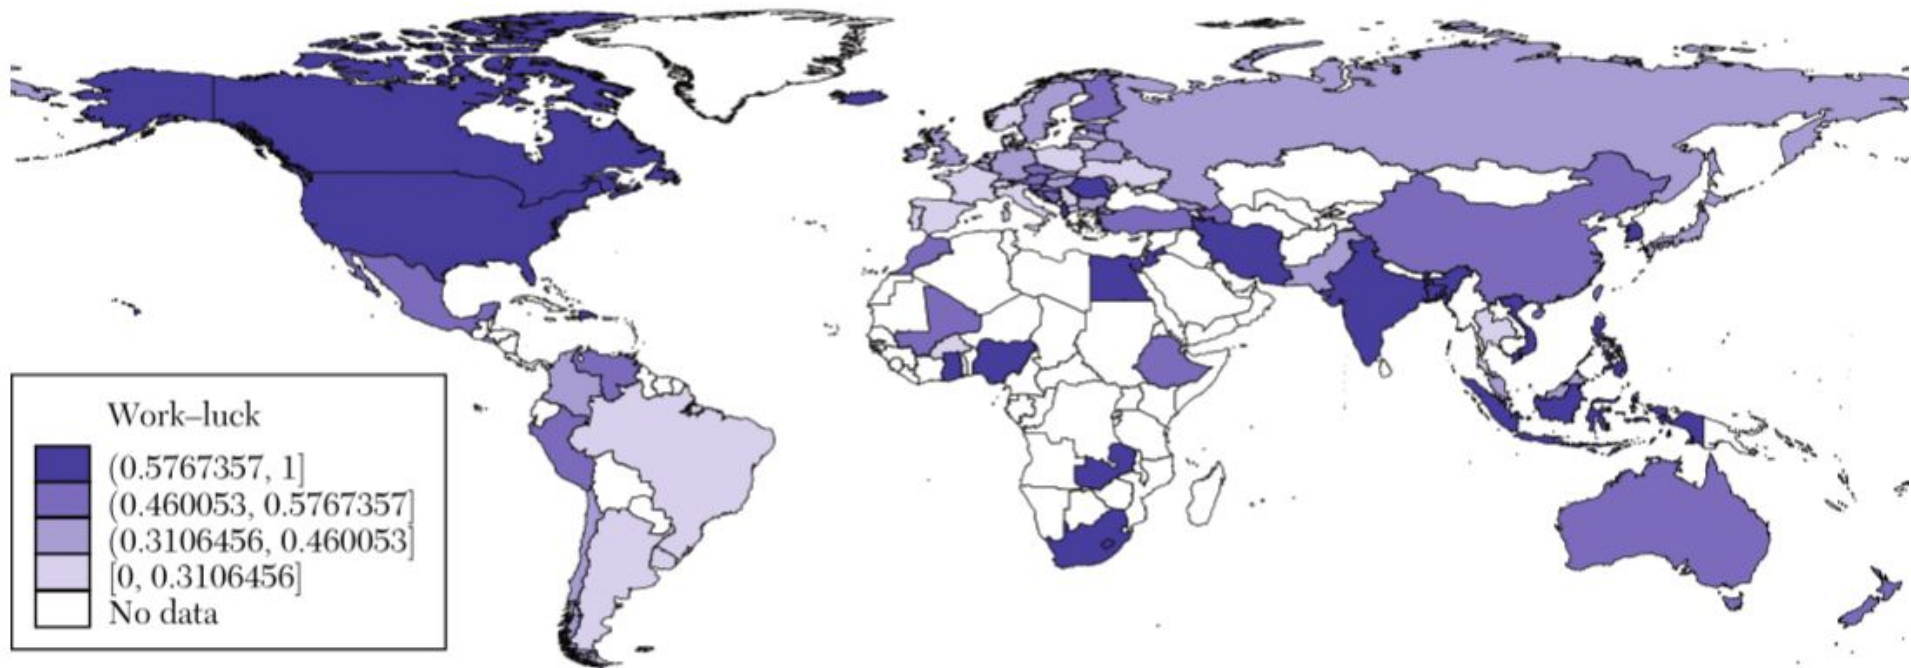 Work–luck
(0.5767357, 1]
(0.460053, 0.5767357]
(0.3106456, 0.460053]
[0, 0.3106456]
No data